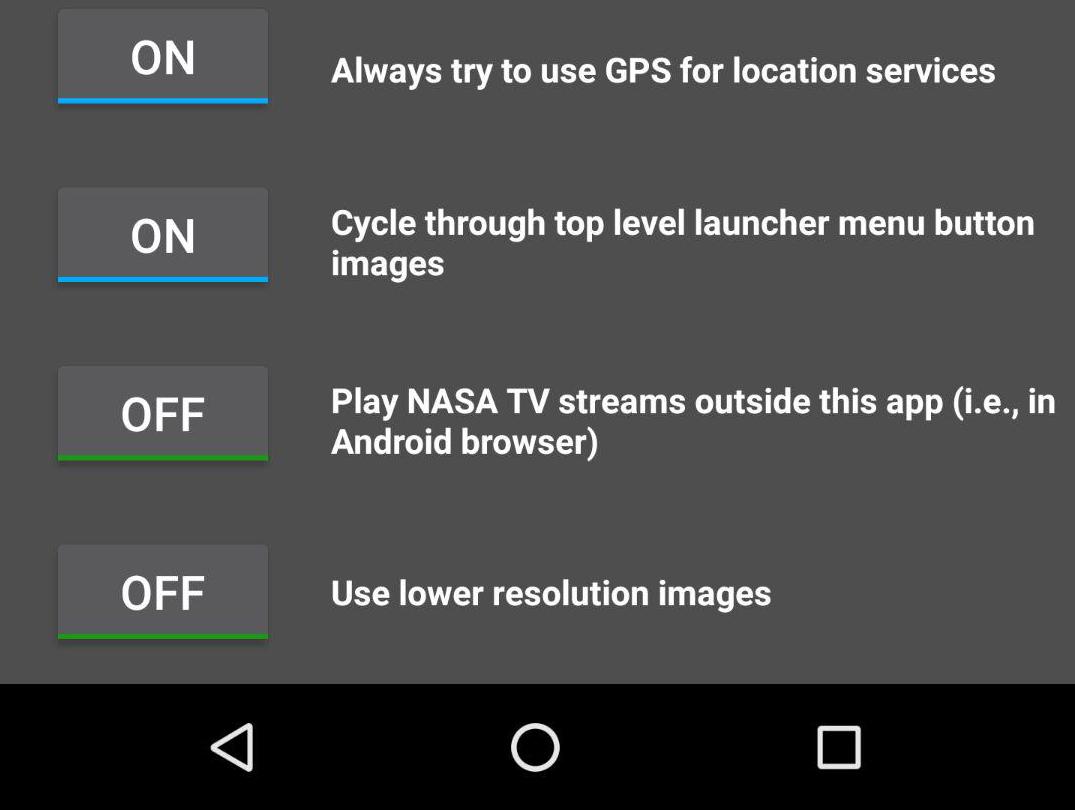 ON
Always try to use GPS for location services
ON
Cycle through top level launcher menu button
images
OFF
Play NASA TV streams outside this app (i.e., in
Android browser)
OFF
Use lower resolution images